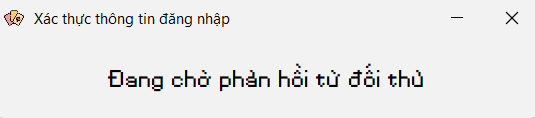 Xác thực thông tin đăng nhập
Đang chờ phản hồi từ đối thủ